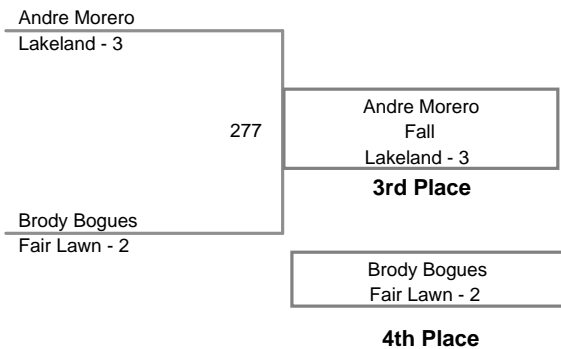 Andre Morero
Lakeland - 3
277
Andre Morero
Fall
Lakeland - 3
3rd Place
Brody Bogues
Fair Lawn - 2
Brody Bogues
Fair Lawn - 2
4th Place